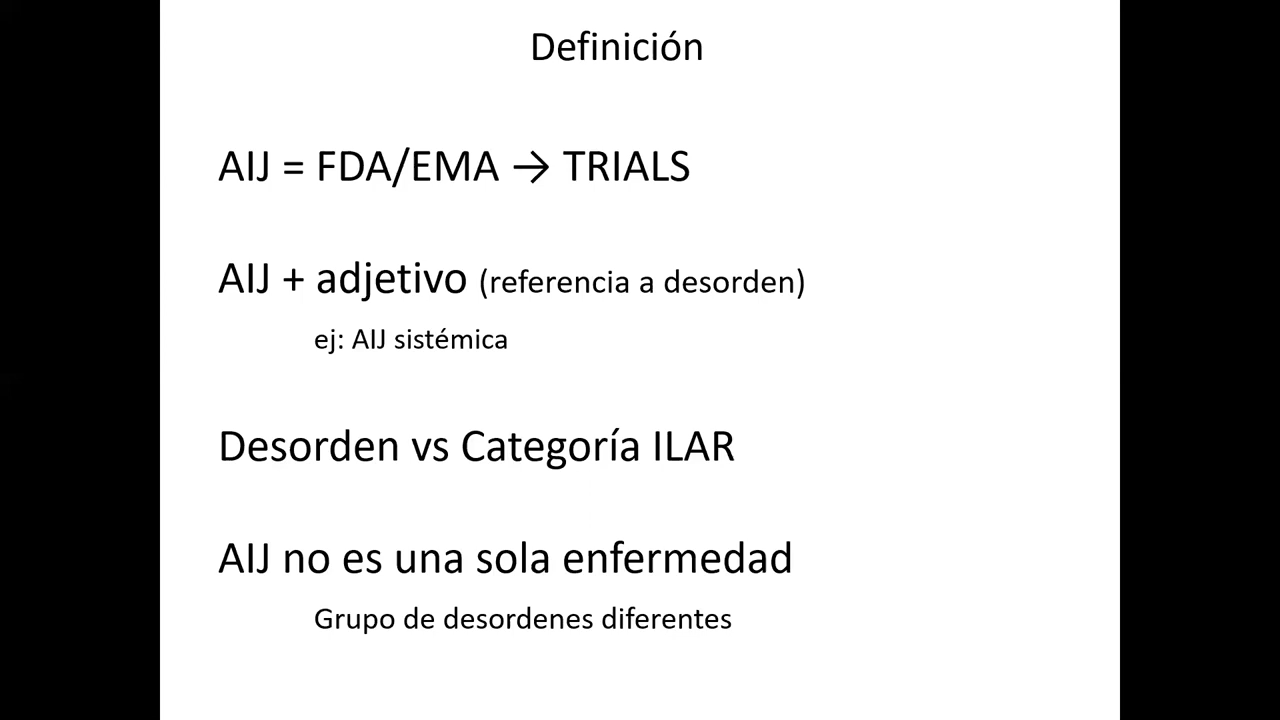 Definición
AIJ = FDA/EMA → TRIALS
AIJ + adjetivo (referencia a desorden)
ej: AIJ sistémica
Desorden vs Categoría ILAR
AIJ no es una sola enfermedad
Grupo de desordenes diferentes